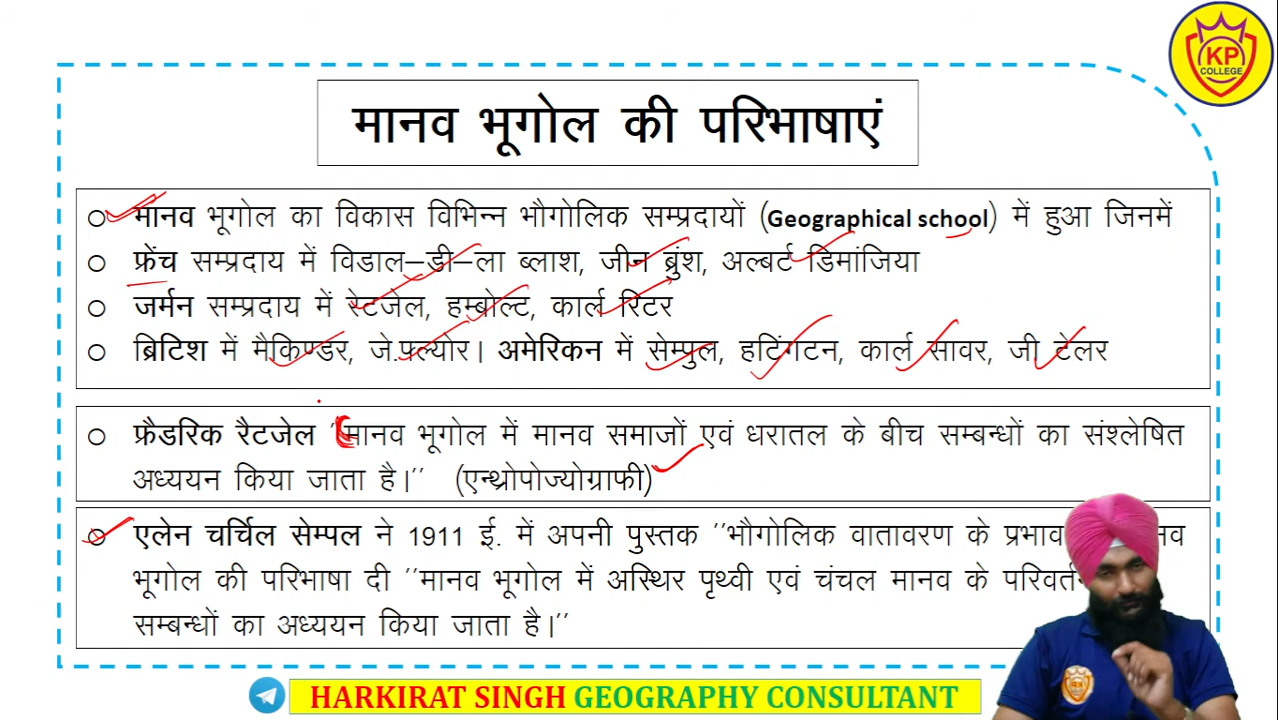 KP
COLLEGE
मानव भूगोल की परिभाषाएं
मानव भूगोल का विकास विभिन्न भौगोलिक सम्प्रदायों (Geographical school) में हुआ जिनमें
फ्रेंच सम्प्रदाय में विडाल–डी–ला ब्लाश, जीन ब्रुंश, अल्बर्ट डिमांजिया
जर्मन सम्प्रदाय में रेटजेल, हम्बोल्ट, कार्ल रिटर
ब्रिटिश में मैकिण्डर, जे.फ्ल्योर। अमेरिकन में सेम्पुल, हटिंगटन, कार्ल सावर, जी टेलर
फ्रैडरिक रैटजेल "मानव भूगोल में मानव समाजों एवं धरातल के बीच सम्बन्धों का संश्लेषित
अध्ययन किया जाता है।" (एन्थ्रोपोज्योग्राफी)
एलेन चर्चिल सेम्पल ने 1911 ई. में अपनी पुस्तक "भौगोलिक वातावरण के प्रभाव
भूगोल की परिभाषा दी "मानव भूगोल में अस्थिर पृथ्वी एवं चंचल मानव के
सम्बन्धों का अध्ययन किया जाता है।"
HARKIRAT SINGH GEOGRAPHY CONSULTANT